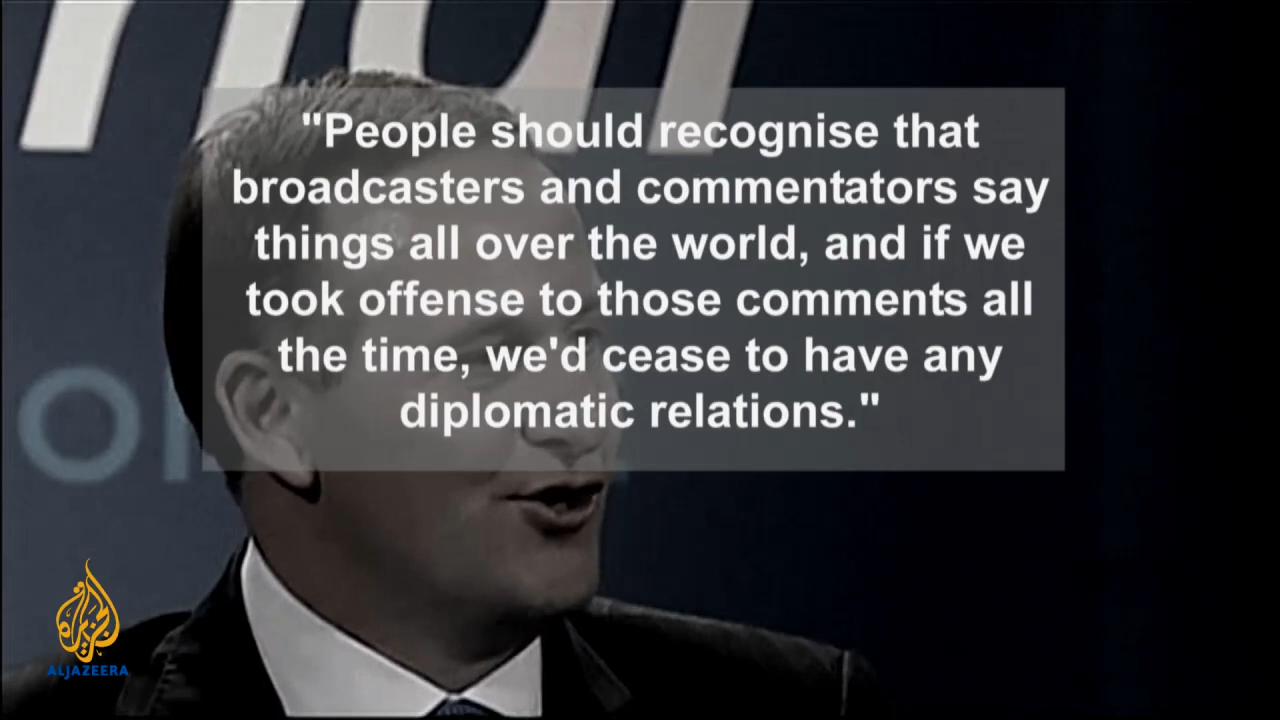 "People should recognise that
broadcasters and commentators say
things all over the world, and if we
took offense to those comments all
the time, we'd cease to have any
diplomatic relations."
ALJAZEERA